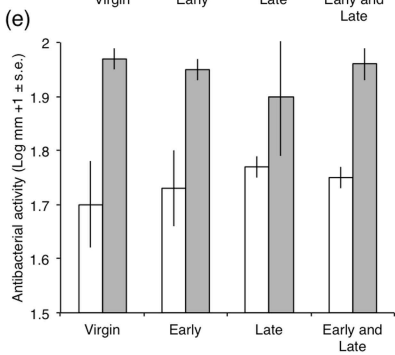 Virgin Early Late Early and
Late
(e)
Antibacterial activity (Log mm +1 ± s.e.)
2
1.9
1.8
1.7
1.6
1.5
Virgin Early Late Early and
Late